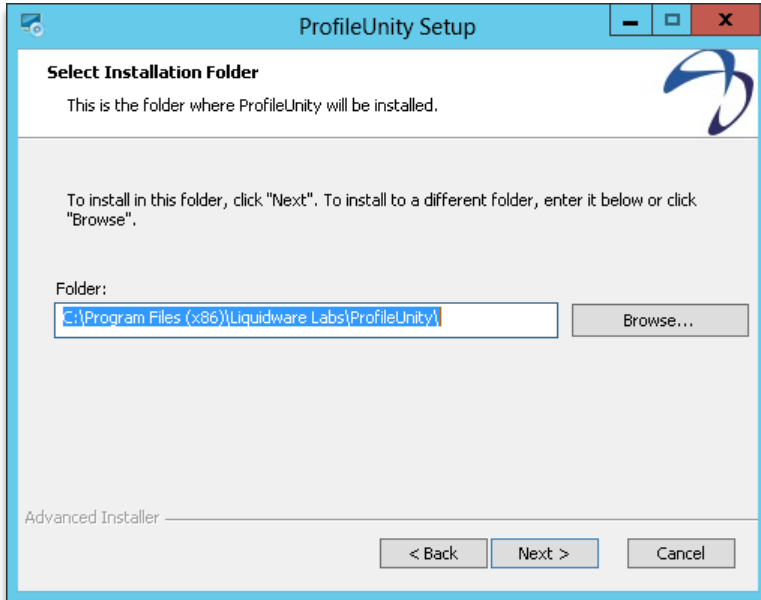 ProfileUnity Setup
Select Installation Folder
This is the folder where ProfileUnity will be installed.
To install in this folder, click "Next". To install to a different folder, enter it below or click
"Browse".
Folder:
C:\Program Files (x86)\Liquidware Labs\ProfileUnity\
Browse...
Advanced Installer
< Back
Next >
Cancel